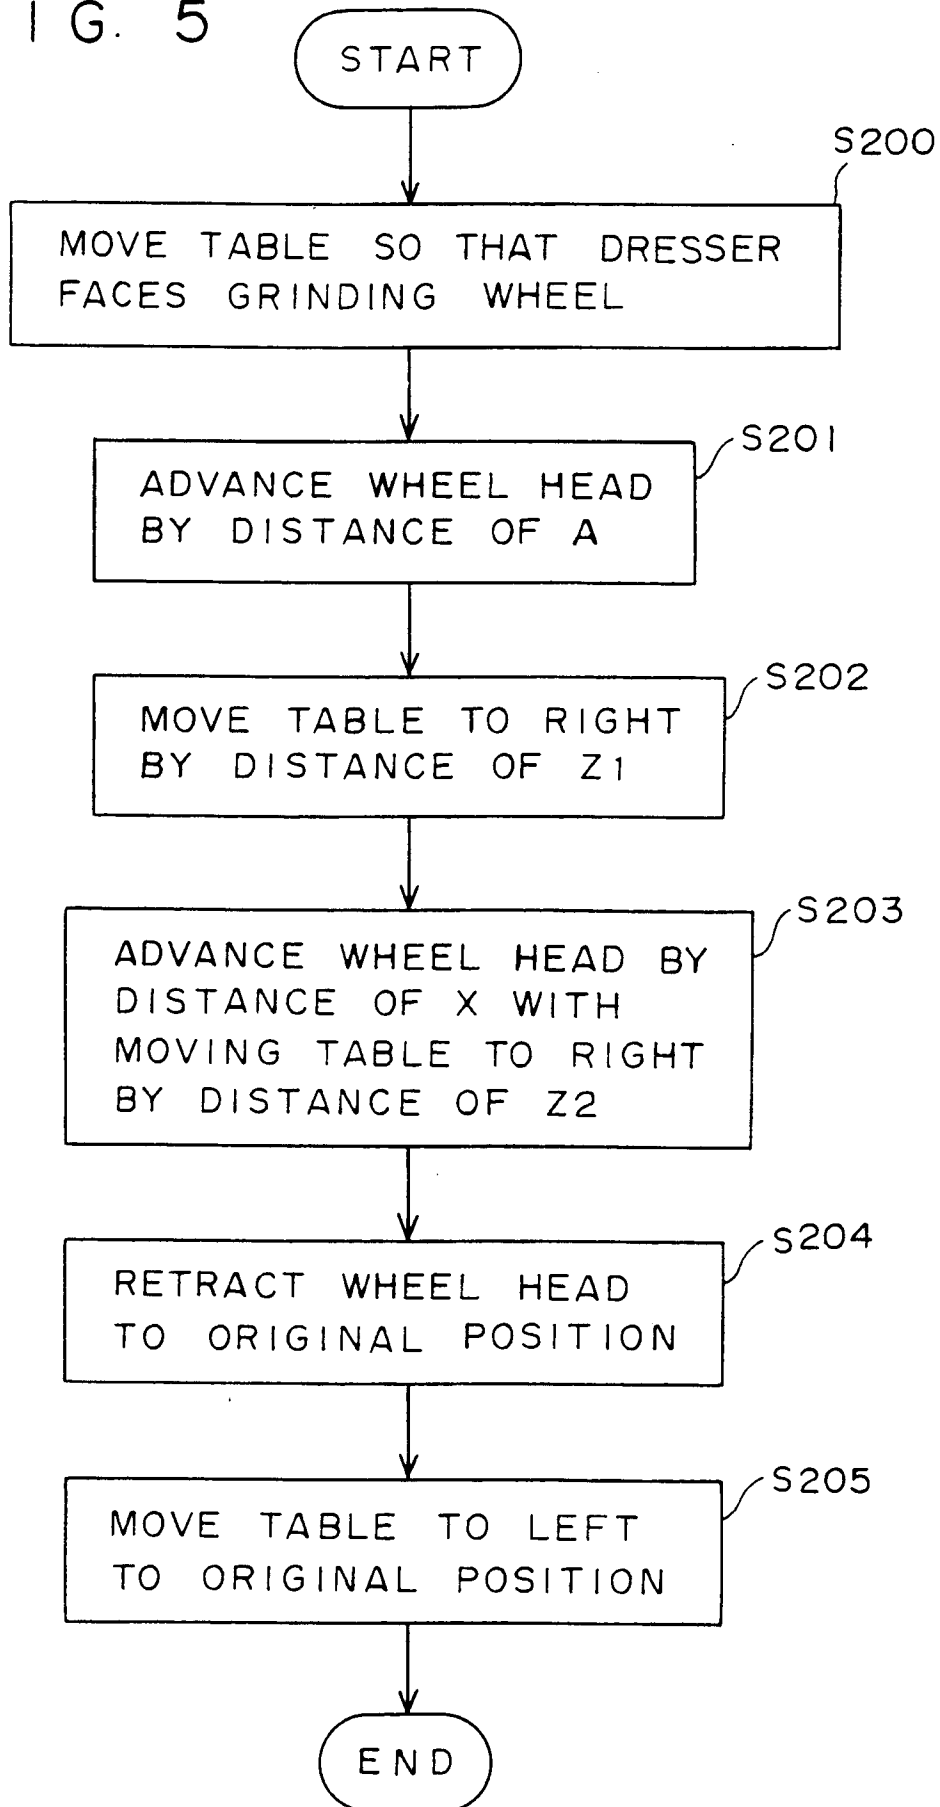 IG. 5
START
S200
MOVE TABLE SO THAT DRESSER
FACES GRINDING WHEEL
S201
ADVANCE WHEEL HEAD
BY DISTANCE OF A
S202
MOVE TABLE TO RIGHT
BY DISTANCE OF Z1
S203
ADVANCE WHEEL HEAD BY
DISTANCE OF X WITH
MOVING TABLE TO RIGHT
BY DISTANCE OF Z2
S204
RETRACT WHEEL HEAD
TO ORIGINAL POSITION
S205
MOVE TABLE TO LEFT
TO ORIGINAL POSITION
END